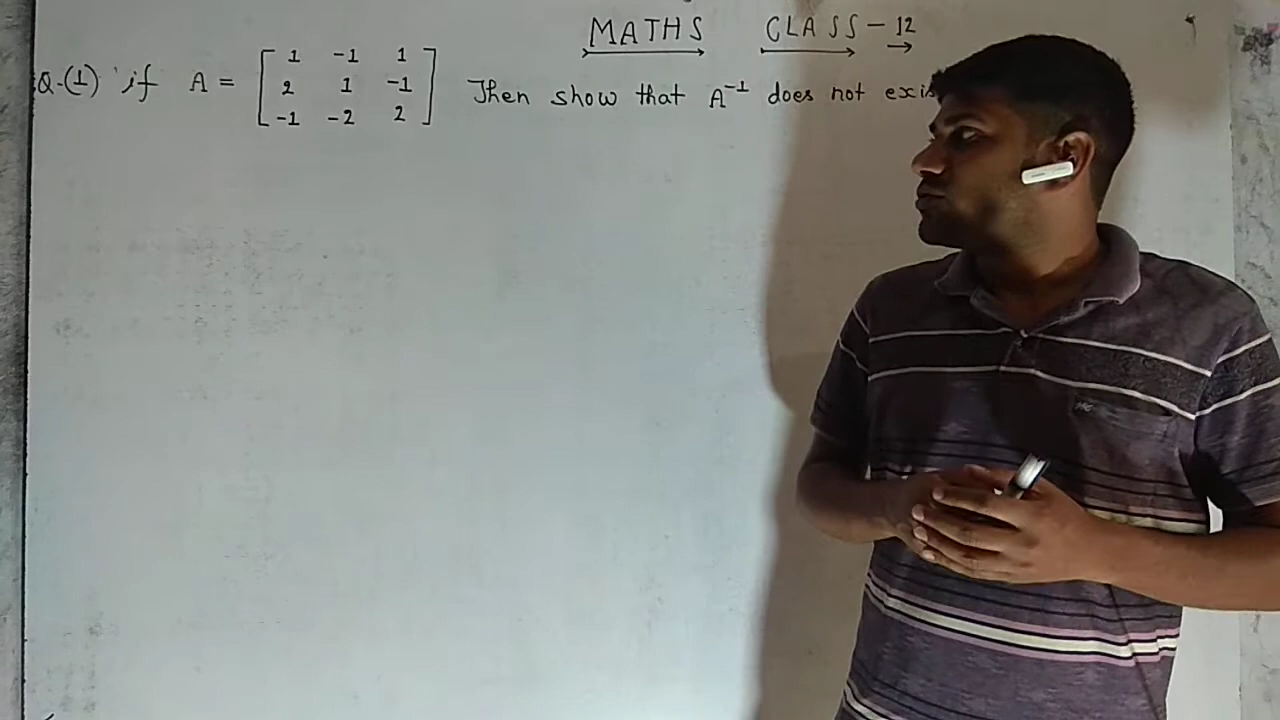 MATHS CLASS - 12
Q.(1) if A = [ 1 -1 1
2 1 -1
-1 -2 2 ] Then show that A⁻¹ does not